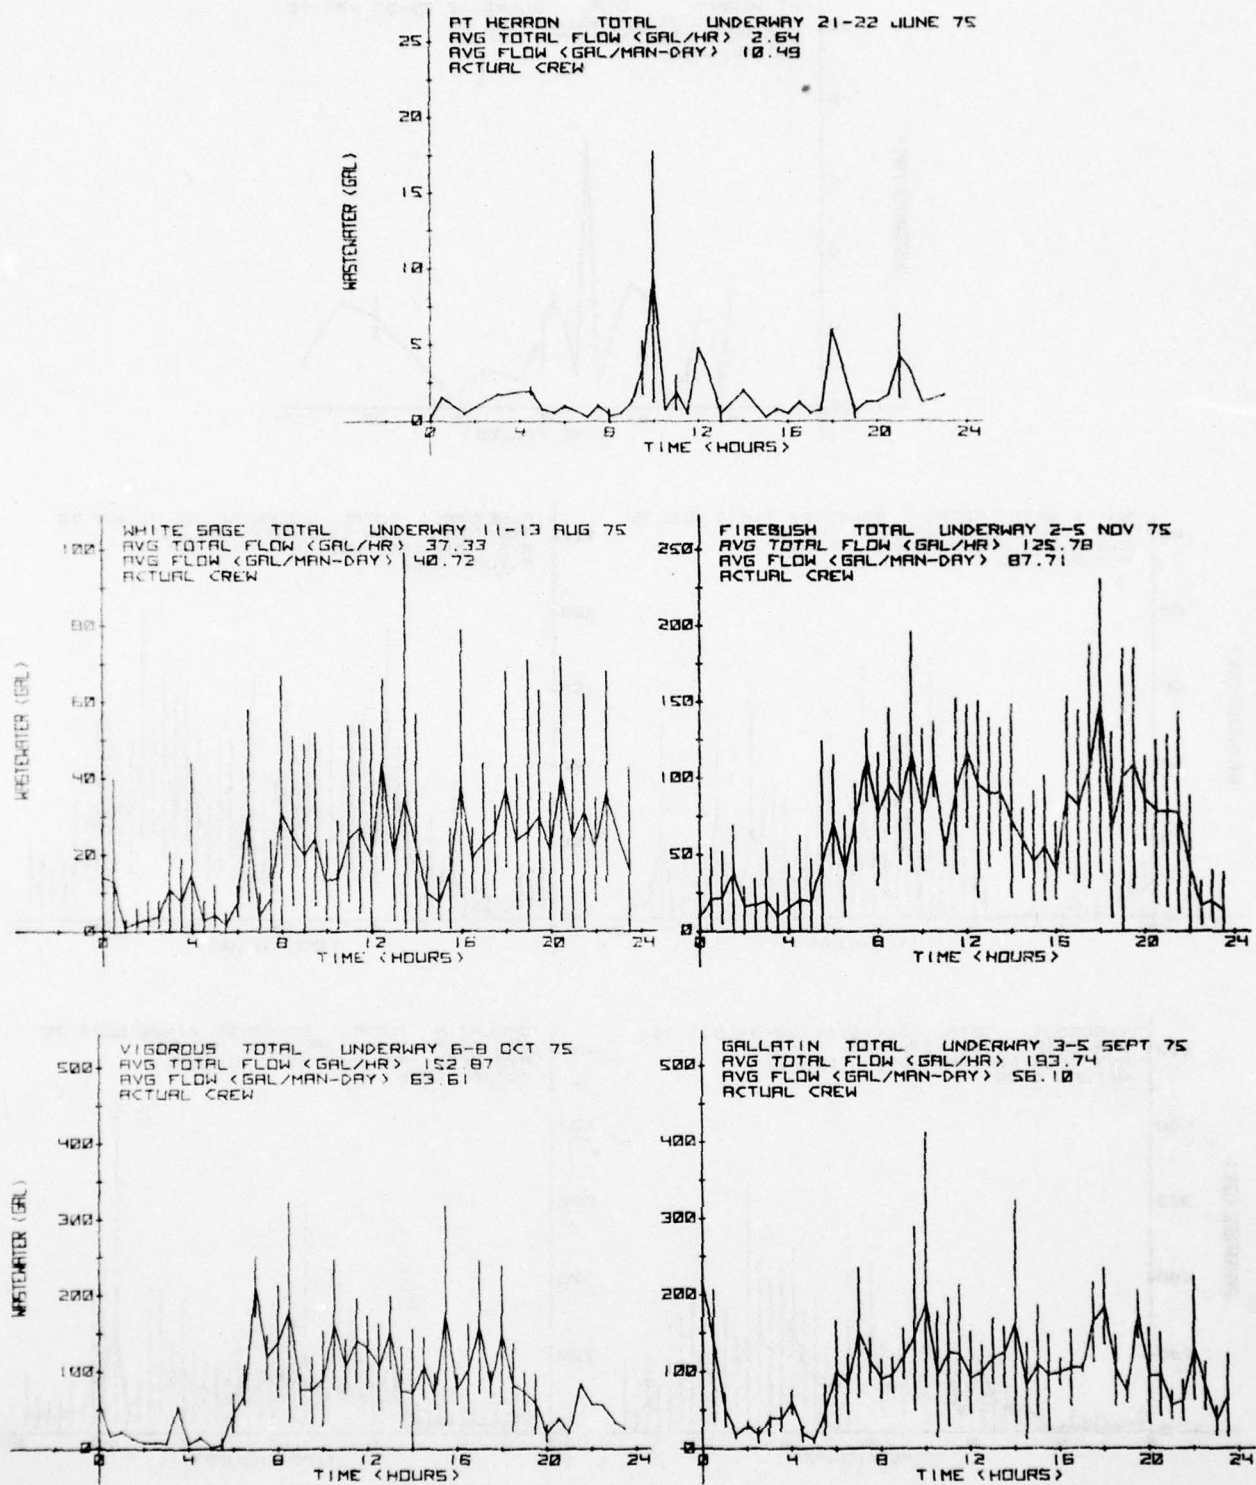 PT HERRON TOTAL UNDERWAY 21-22 JUNE 75
AVG TOTAL FLOW <GAL/HR> 2.64
AVG FLOW <GAL/MAN-DAY> 10.49
ACTUAL CREW
25
20
15
10
5
0
WASTEWATER <GAL>
0 4 8 12 16 20 24
TIME <HOURS>
WHITE SAGE TOTAL UNDERWAY 11-13 AUG 75
AVG TOTAL FLOW <GAL/HR> 37.33
AVG FLOW <GAL/MAN-DAY> 40.72
ACTUAL CREW
100
80
60
40
20
0
WASTEWATER <GAL>
0 4 8 12 16 20 24
TIME <HOURS>
FIREBUSH TOTAL UNDERWAY 2-5 NOV 75
AVG TOTAL FLOW <GAL/HR> 125.78
AVG FLOW <GAL/MAN-DAY> 87.71
ACTUAL CREW
250
200
150
100
50
0
0 4 8 12 16 20 24
TIME <HOURS>
VIGOROUS TOTAL UNDERWAY 6-8 OCT 75
AVG TOTAL FLOW <GAL/HR> 152.87
AVG FLOW <GAL/MAN-DAY> 63.61
ACTUAL CREW
500
400
300
200
100
0
WASTEWATER <GAL>
0 4 8 12 16 20 24
TIME <HOURS>
GALLATIN TOTAL UNDERWAY 3-5 SEPT 75
AVG TOTAL FLOW <GAL/HR> 193.74
AVG FLOW <GAL/MAN-DAY> 56.10
ACTUAL CREW
500
400
300
200
100
0
0 4 8 12 16 20 24
TIME <HOURS>